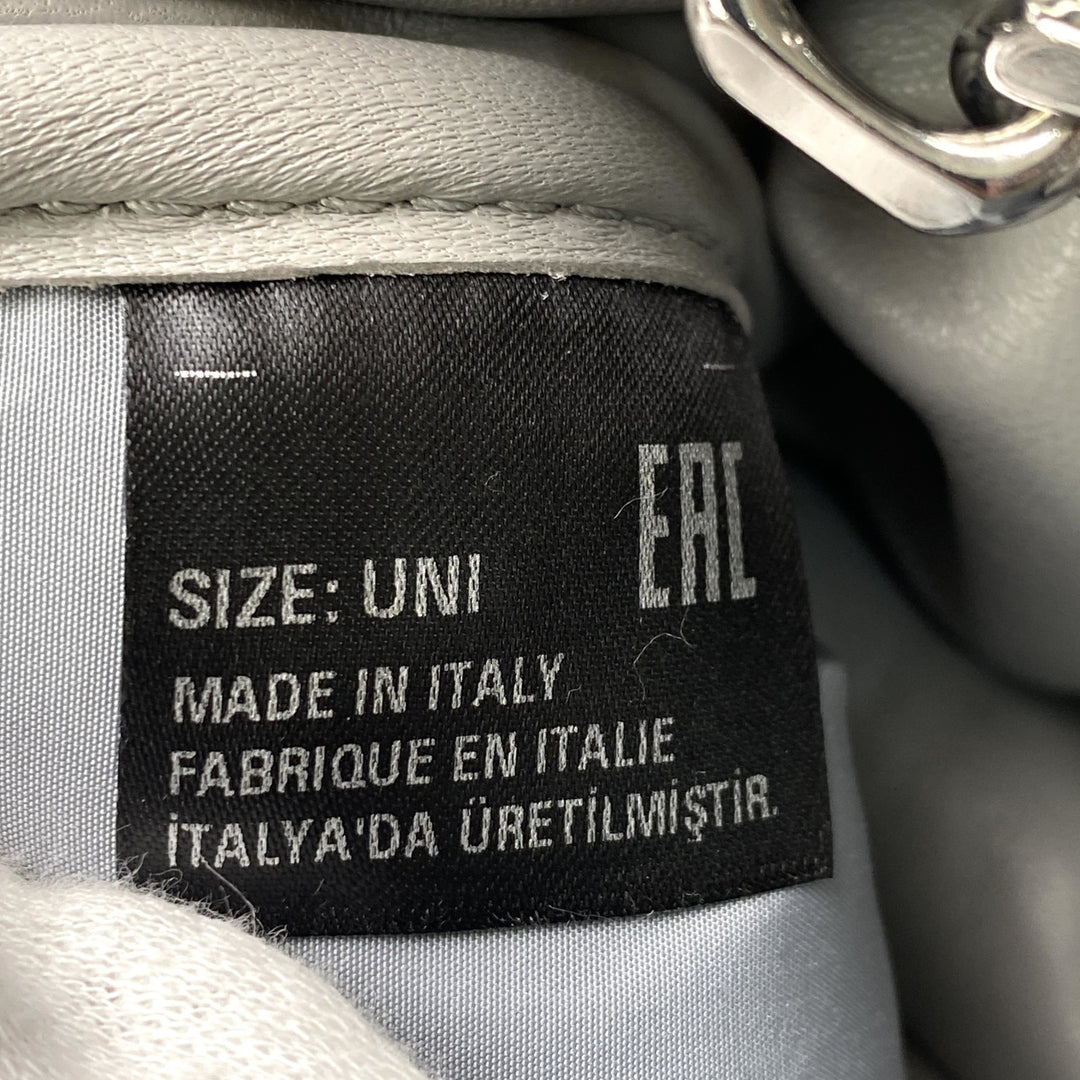 EAC
SIZE: UNI
MADE IN ITALY
FABRIQUE EN ITALIE
İTALYA'DA ÜRETİLMİŞTİR.